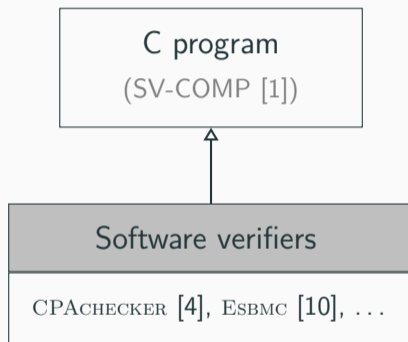 C program
(SV-COMP [1])
Software verifiers
CPAchecker [4], Esbmc [10], ...